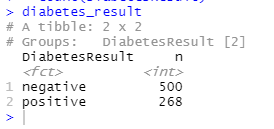 > diabetes_result
# A tibble: 2 x 2
# Groups:   DiabetesResult [2]
  DiabetesResult     n
  <fct>          <int>
1 negative         500
2 positive         268
>